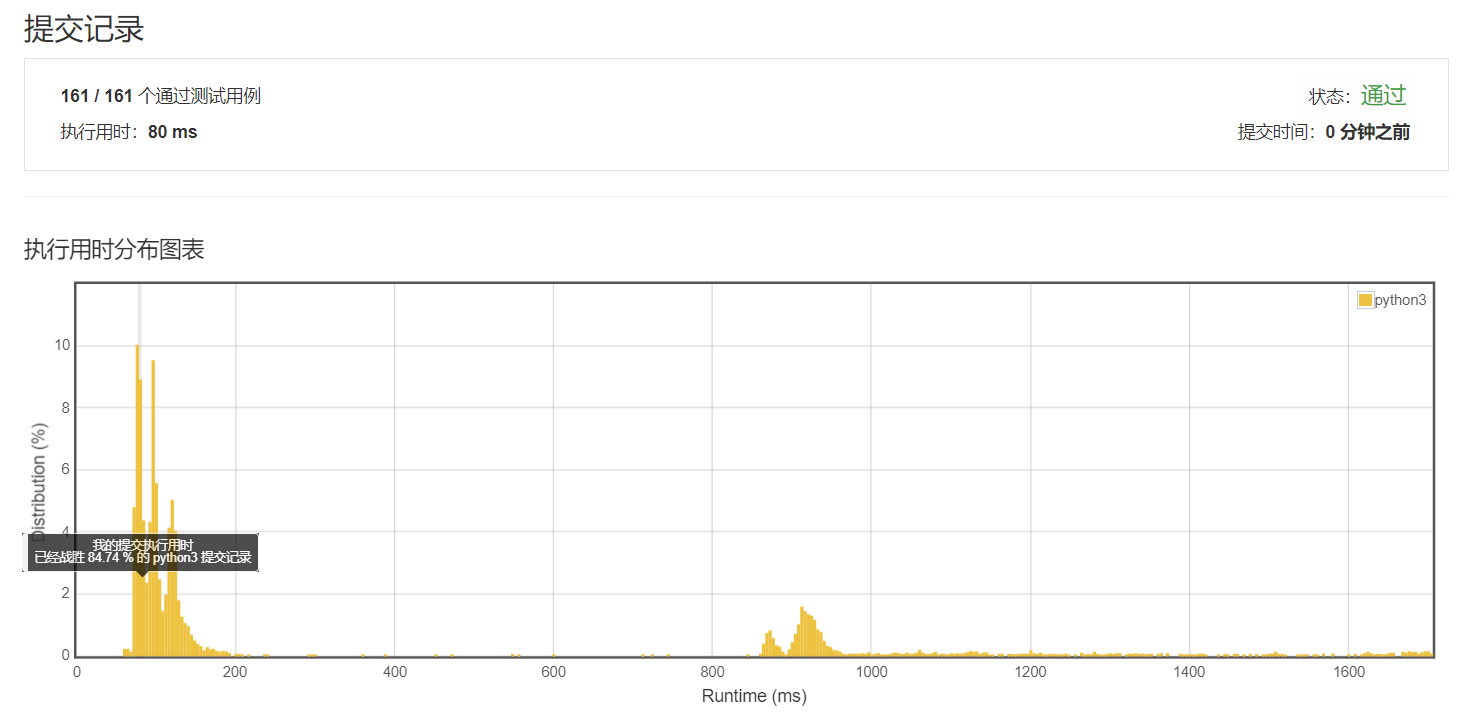 提交记录
161 / 161 个通过测试用例
状态：通过
执行用时：80 ms
提交时间：0 分钟之前
执行用时分布图表
python3
10
8
6
4
2
0
Distribution (%)
我的提交执行用时
已经战胜 84.74 % 的 python3 提交记录
0 200 400 600 800 1000 1200 1400 1600
Runtime (ms)